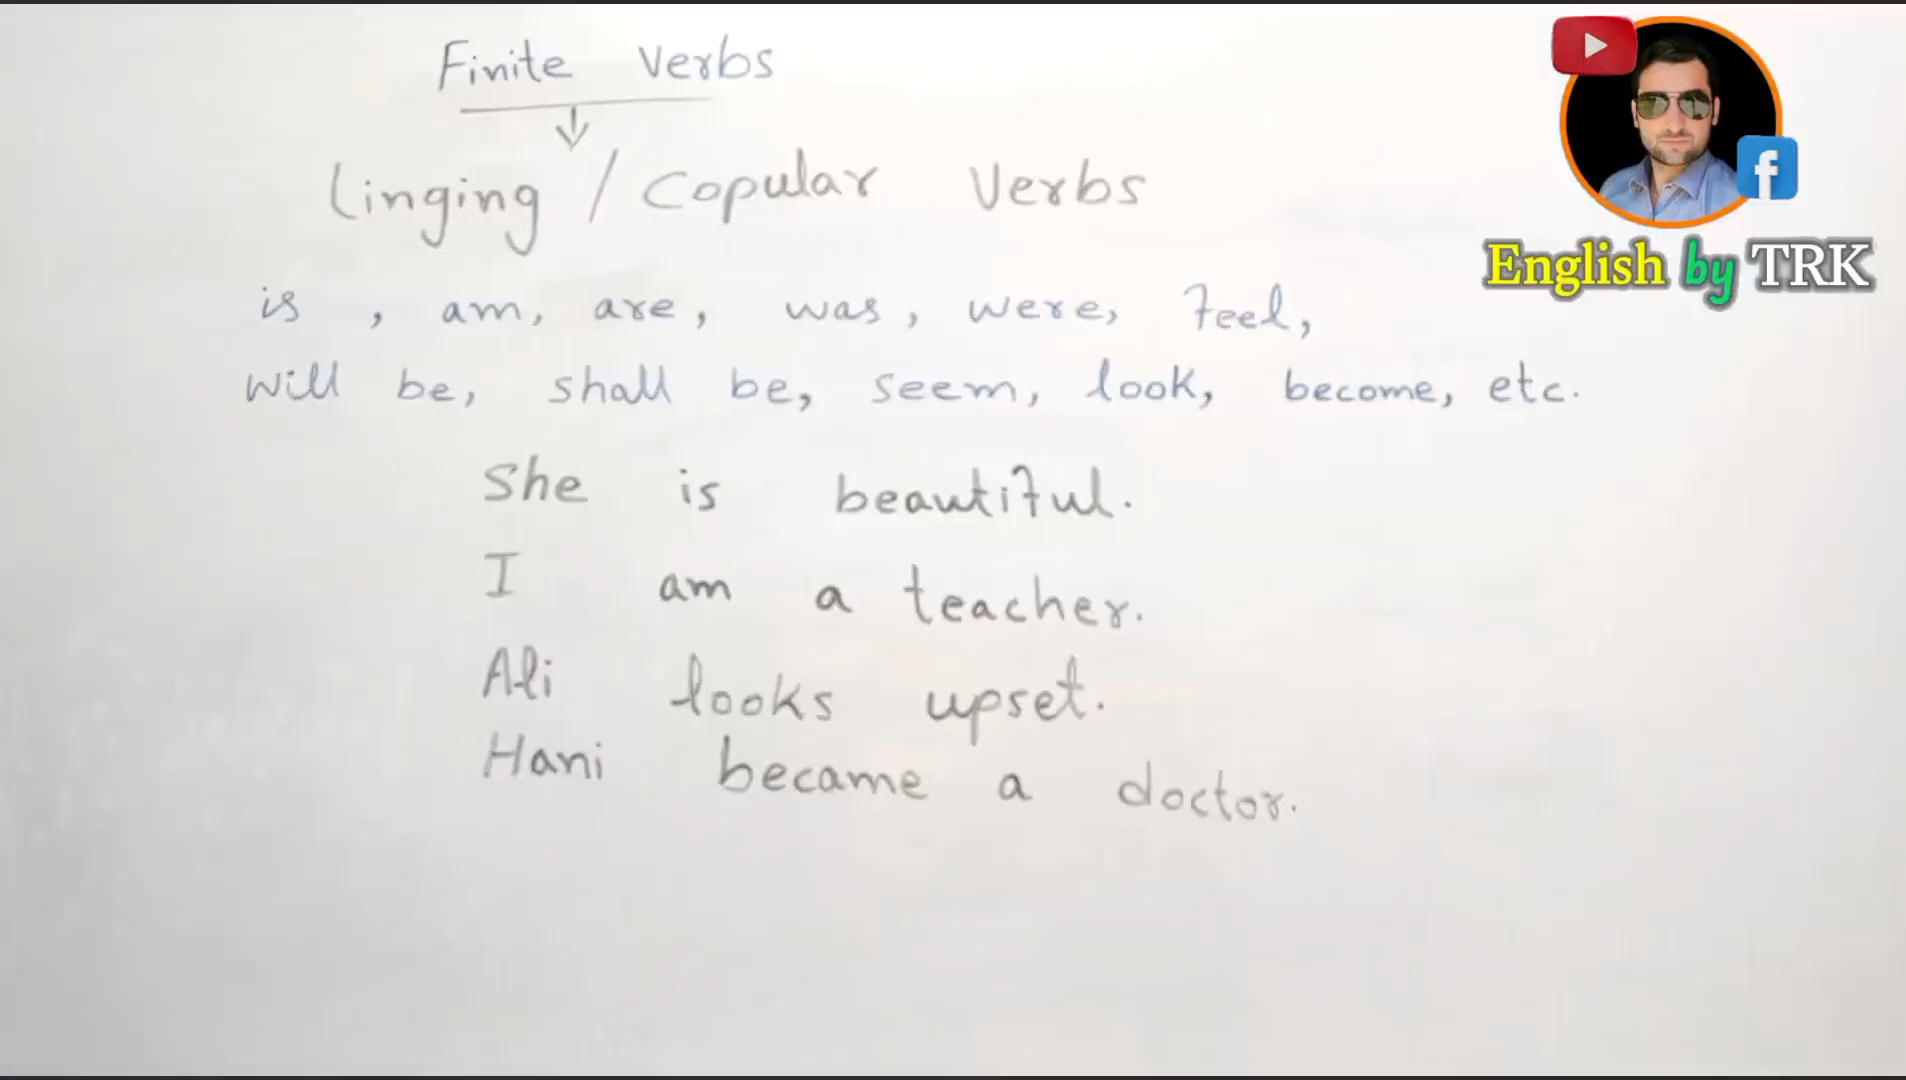 Finite Verbs
Linging / Copular Verbs
is , am, are, was, were, feel,
will be, shall be, seem, look, become, etc.
She is beautiful.
I am a teacher.
Ali looks upset.
Hani became a doctor.
English by TRK